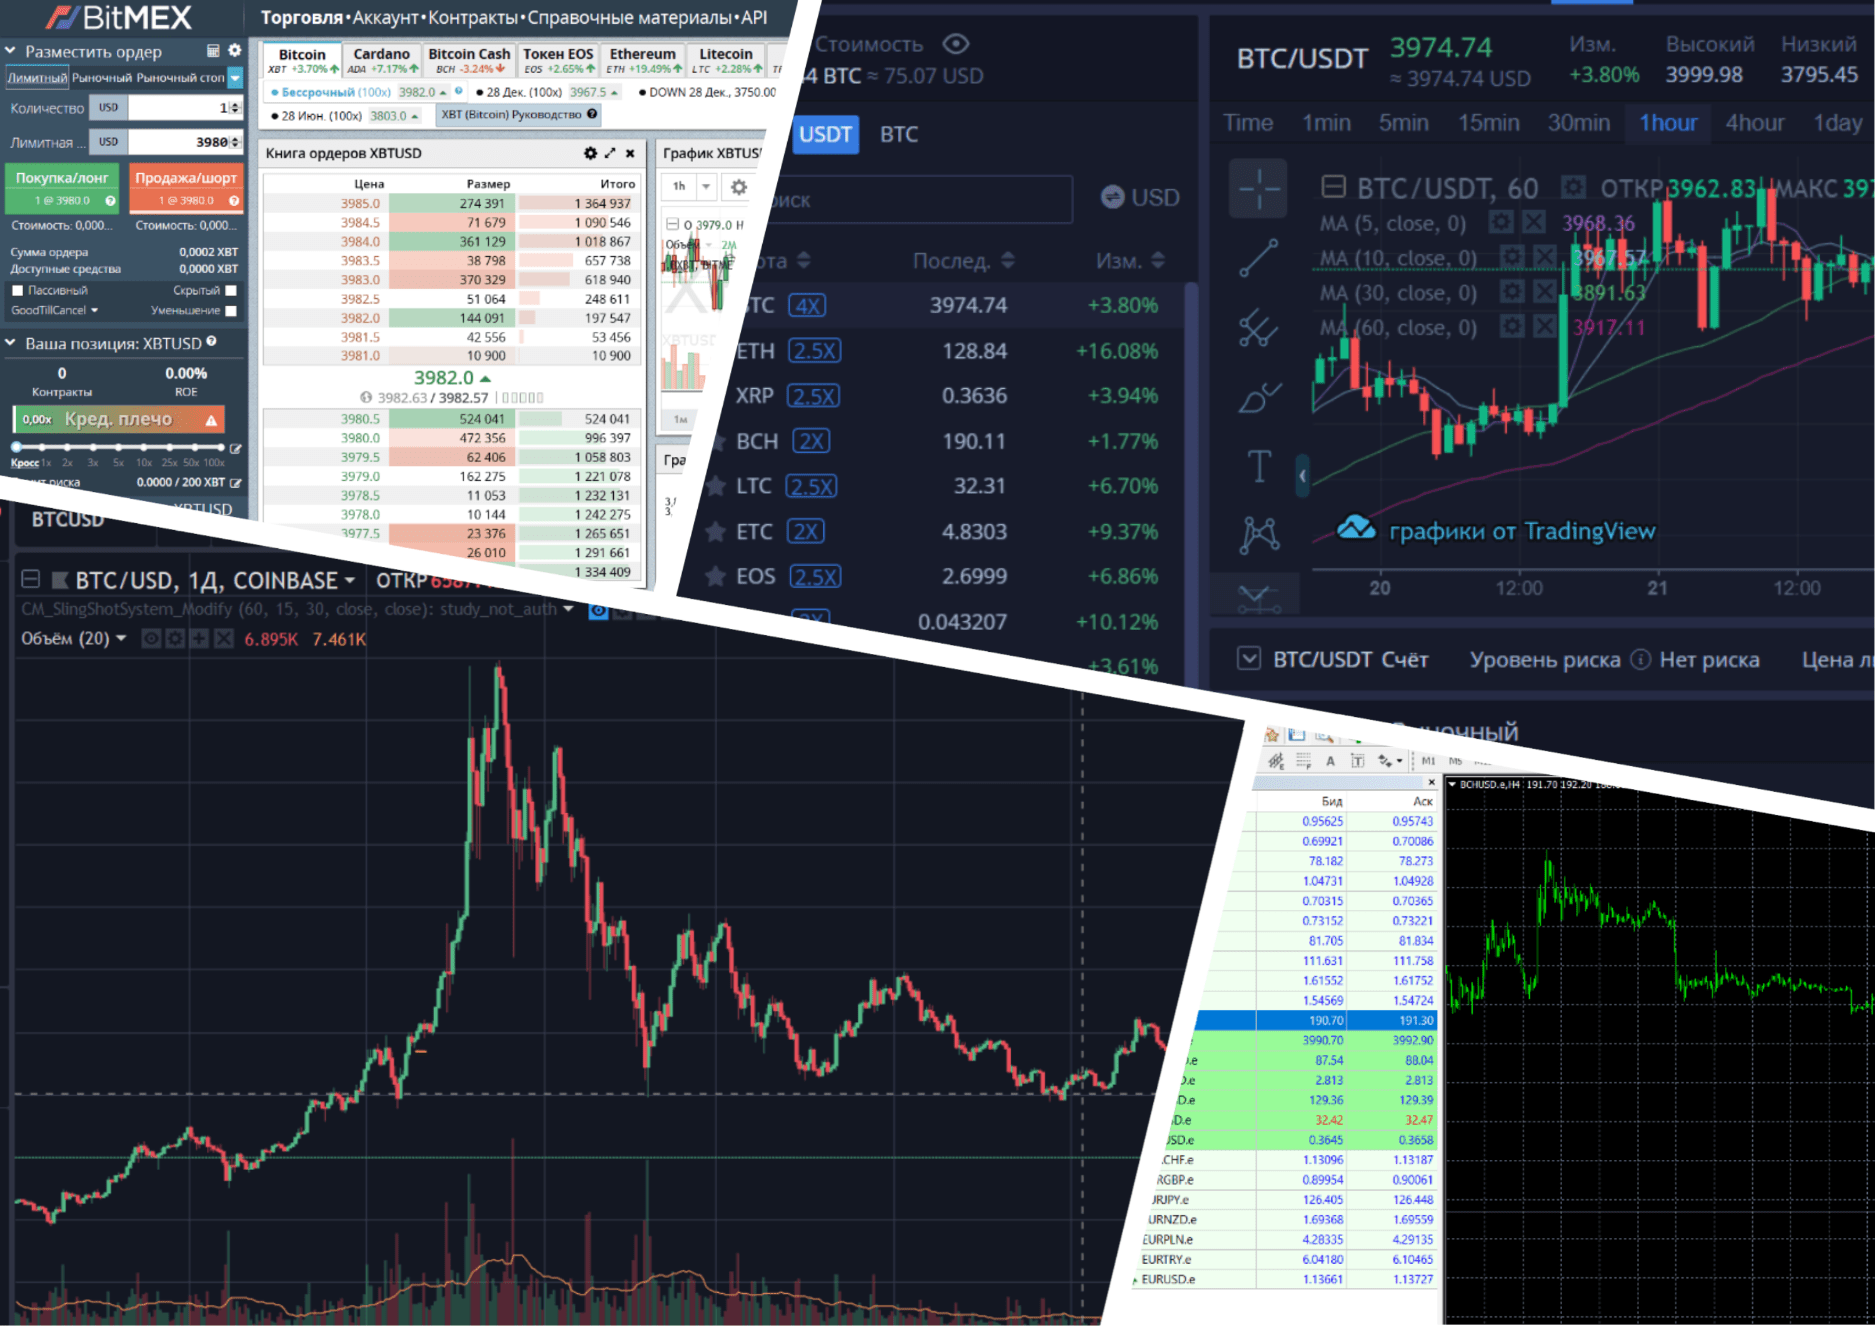 BitMEX
Торговля•Аккаунт•Контракты•Справочные материалы•API
Разместить ордер
Лимитный Рыночный Рыночный стоп
Количество USD 1
Лимитная ... USD 3980
Покупка/лонг Продажа/шорт
1 @ 3980.0 1 @ 3980.0
Стоимость: 0,000... Стоимость: 0,000...
Сумма ордера 0,0002 XBT
Доступные средства 0,0000 XBT
Пассивный Скрытый
GoodTillCancel Уменьшение
Ваша позиция: XBTUSD
0 0.00%
Контракты ROE
0,00x Кред. плечо
Кросс 1x 2x 3x 5x 10x 25x 50x 100x
риска 0.0000 / 200 XBT
Bitcoin Cardano Bitcoin Cash Токен EOS Ethereum Litecoin
XBT +3.70% ADA +7.17% BCH -3.24% EOS +2.65% ETH +19.49% LTC +2.28%
Бессрочный (100x) 3982.0 28 Дек. (100x) 3967.5 DOWN 28 Дек., 3750.00
28 Июн. (100x) 3803.0 XBT (Bitcoin) Руководство
Книга ордеров XBTUSD
Цена Размер Итого
3985.0 274 391 1 364 937
3984.5 71 679 1 090 546
3984.0 361 129 1 018 867
3983.5 38 798 657 738
3983.0 370 329 618 940
3982.5 51 064 248 611
3982.0 144 091 197 547
3981.5 42 556 53 456
3981.0 10 900 10 900
3982.0
3982.63 / 3982.57
3980.5 524 041 524 041
3980.0 472 356 996 397
3979.5 62 406 1 058 803
3979.0 162 275 1 221 078
3978.5 11 053 1 232 131
3978.0 10 144 1 242 275
3977.5 23 376 1 265 651
26 010 1 291 661
1 334 409
График XBTUS
1h
О 3979.0 Н
Объём 2M
XBTUSD
1м
Гра
Стоимость
4 BTC ≈ 75.07 USD
USDT BTC
иск USD
Послед. Изм.
TC 4X 3974.74 +3.80%
ETH 2.5X 128.84 +16.08%
XRP 2.5X 0.3636 +3.94%
BCH 2X 190.11 +1.77%
LTC 2.5X 32.31 +6.70%
ETC 2X 4.8303 +9.37%
EOS 2.5X 2.6999 +6.86%
0.043207 +10.12%
+3.61%
BTC/USDT 3974.74 Изм. Высокий Низкий
≈ 3974.74 USD +3.80% 3999.98 3795.45
Time 1min 5min 15min 30min 1hour 4hour 1day
BTC/USDT, 60 ОТКР 3962.83 МАКС 397
MA (5, close, 0) 3968.36
MA (10, close, 0) 3967.57
MA (30, close, 0) 3891.63
MA (60, close, 0) 3917.11
графики от TradingView
20 12:00 21 12:00
BTC/USDT Счёт Уровень риска Нет риска Цена
BTCUSD XBTUSD
BTC/USD, 1Д, COINBASE ОТКР
CM_SlingShotSystem_Modify (60, 15, 30, close, close): study_not_auth
Объём (20) 6.895K 7.461K
M1 M5
Бид Аск
0.95625 0.95743
0.69921 0.70086
78.182 78.273
1.04731 1.04928
0.70315 0.70365
0.73152 0.73221
81.705 81.834
111.631 111.758
1.61552 1.61752
1.54569 1.54724
190.70 191.30
3990.70 3992.90
.e 87.54 88.04
.e 2.813 2.813
D.e 129.36 129.39
D.e 32.42 32.47
SD.e 0.3645 0.3658
CHF.e 1.13096 1.13187
RGBP.e 0.89954 0.90061
URJPY.e 126.405 126.448
URNZD.e 1.69368 1.69559
EURPLN.e 4.28335 4.29135
EURTRY.e 6.04180 6.10465
EURUSD.e 1.13661 1.13727
BCHUSD.e,H4 191.70 192.20